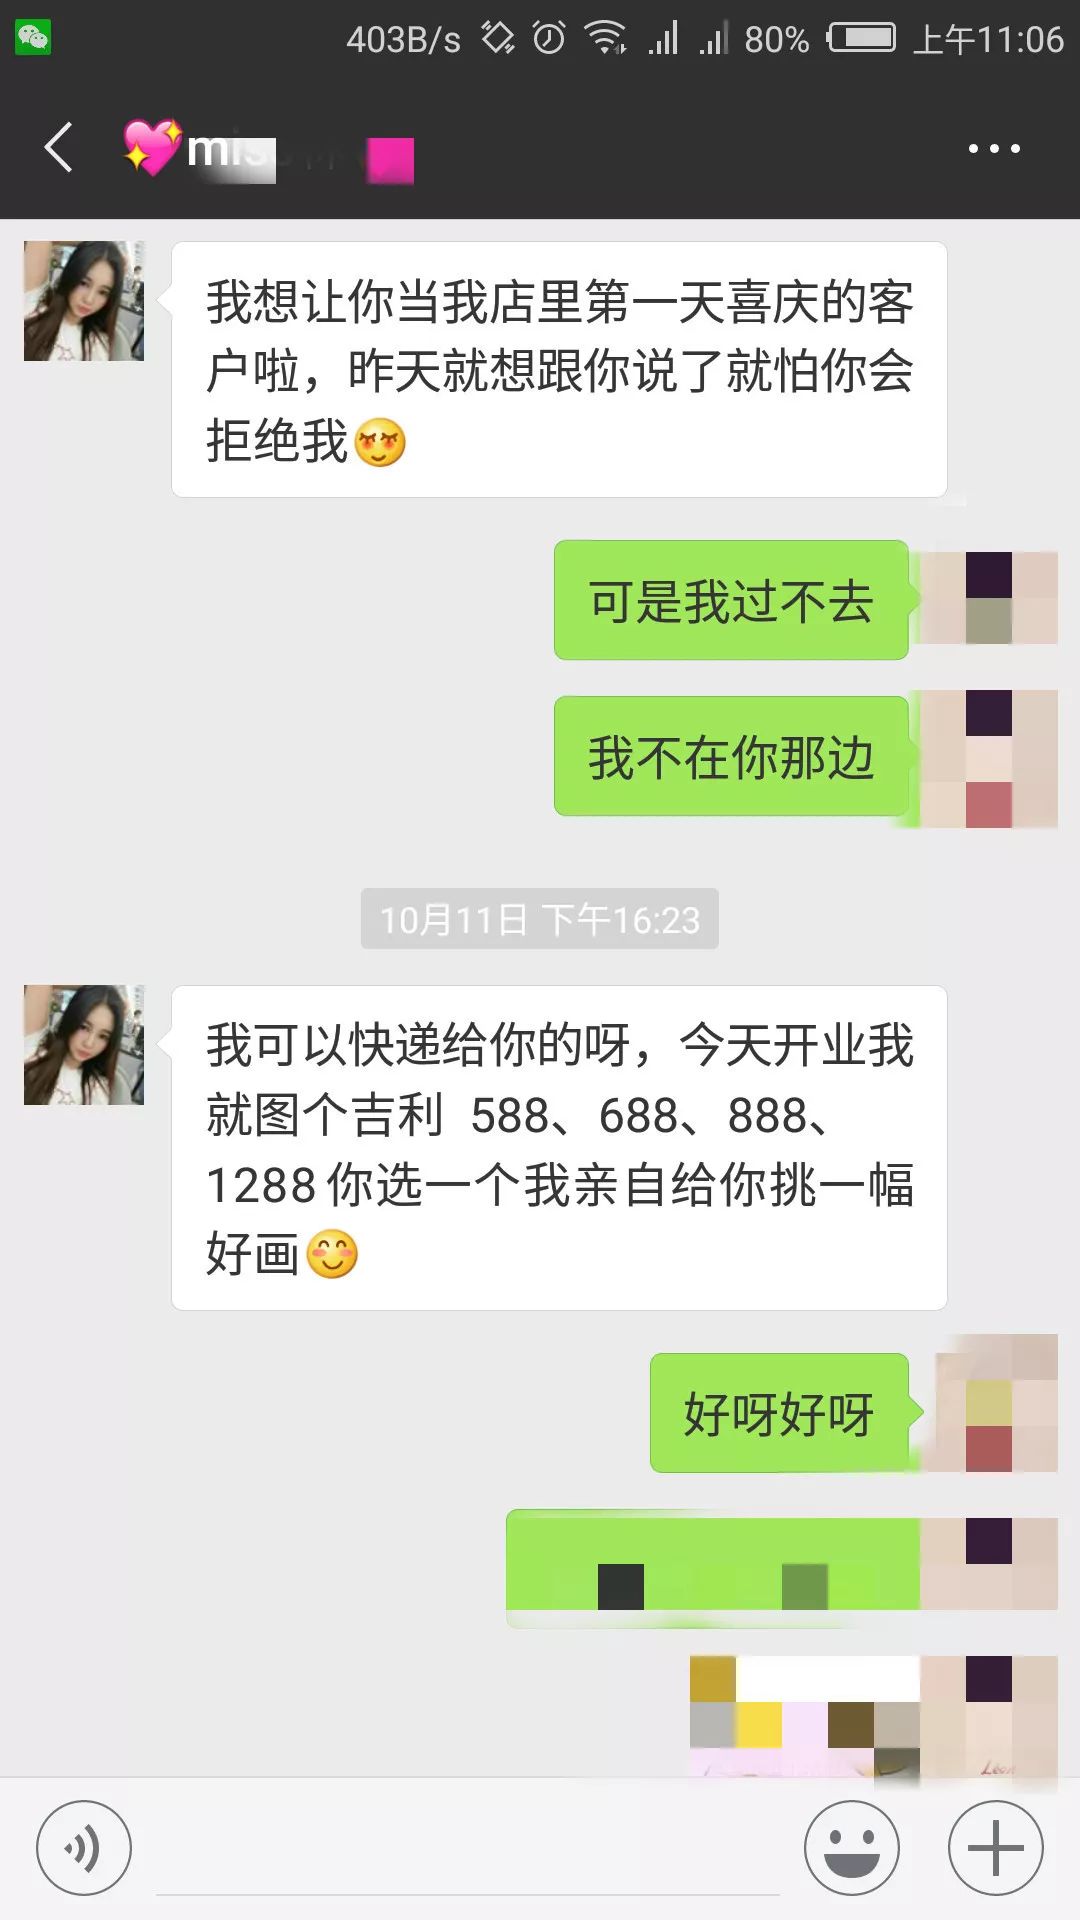 403B/s 80% 上午11:06
我想让你当我店里第一天喜庆的客
户啦，昨天就想跟你说了就怕你会
拒绝我
可是我过不去
我不在你那边
10月11日 下午16:23
我可以快递给你的呀，今天开业我
就图个吉利 588、688、888、
1288你选一个我亲自给你挑一幅
好画
好呀好呀